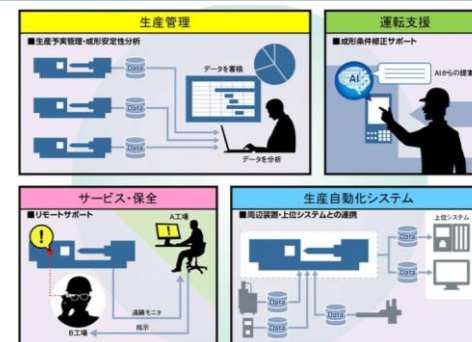 生産管理
■生産予実管理・成形安定性分析
Data
Data
Data
データを蓄積
データを分析
運転支援
■成形条件修正サポート
AI
AIからの提案
サービス・保全
■リモートサポート
A工場
!
!
遠隔モニタ
指示
B工場
生産自動化システム
■周辺装置・上位システムとの連携
上位システム
Data
Data
Data
Data
Data